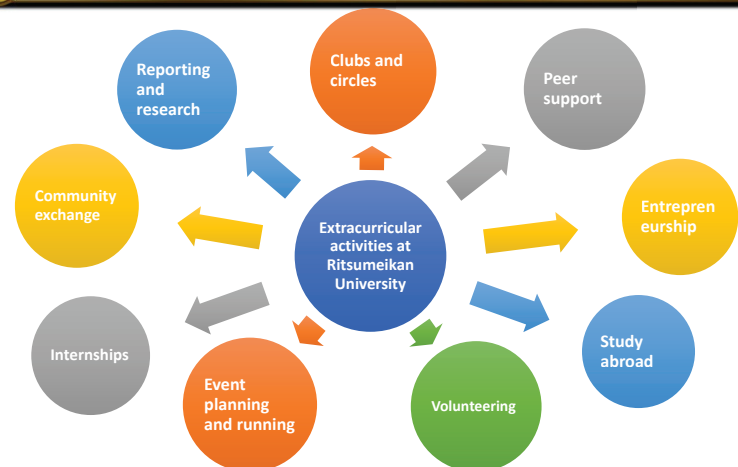 Clubs and
circles
Peer
support
Entrepren
eurship
Study
abroad
Volunteering
Event
planning
and running
Internships
Community
exchange
Reporting
and
research
Extracurricular
activities at
Ritsumeikan
University